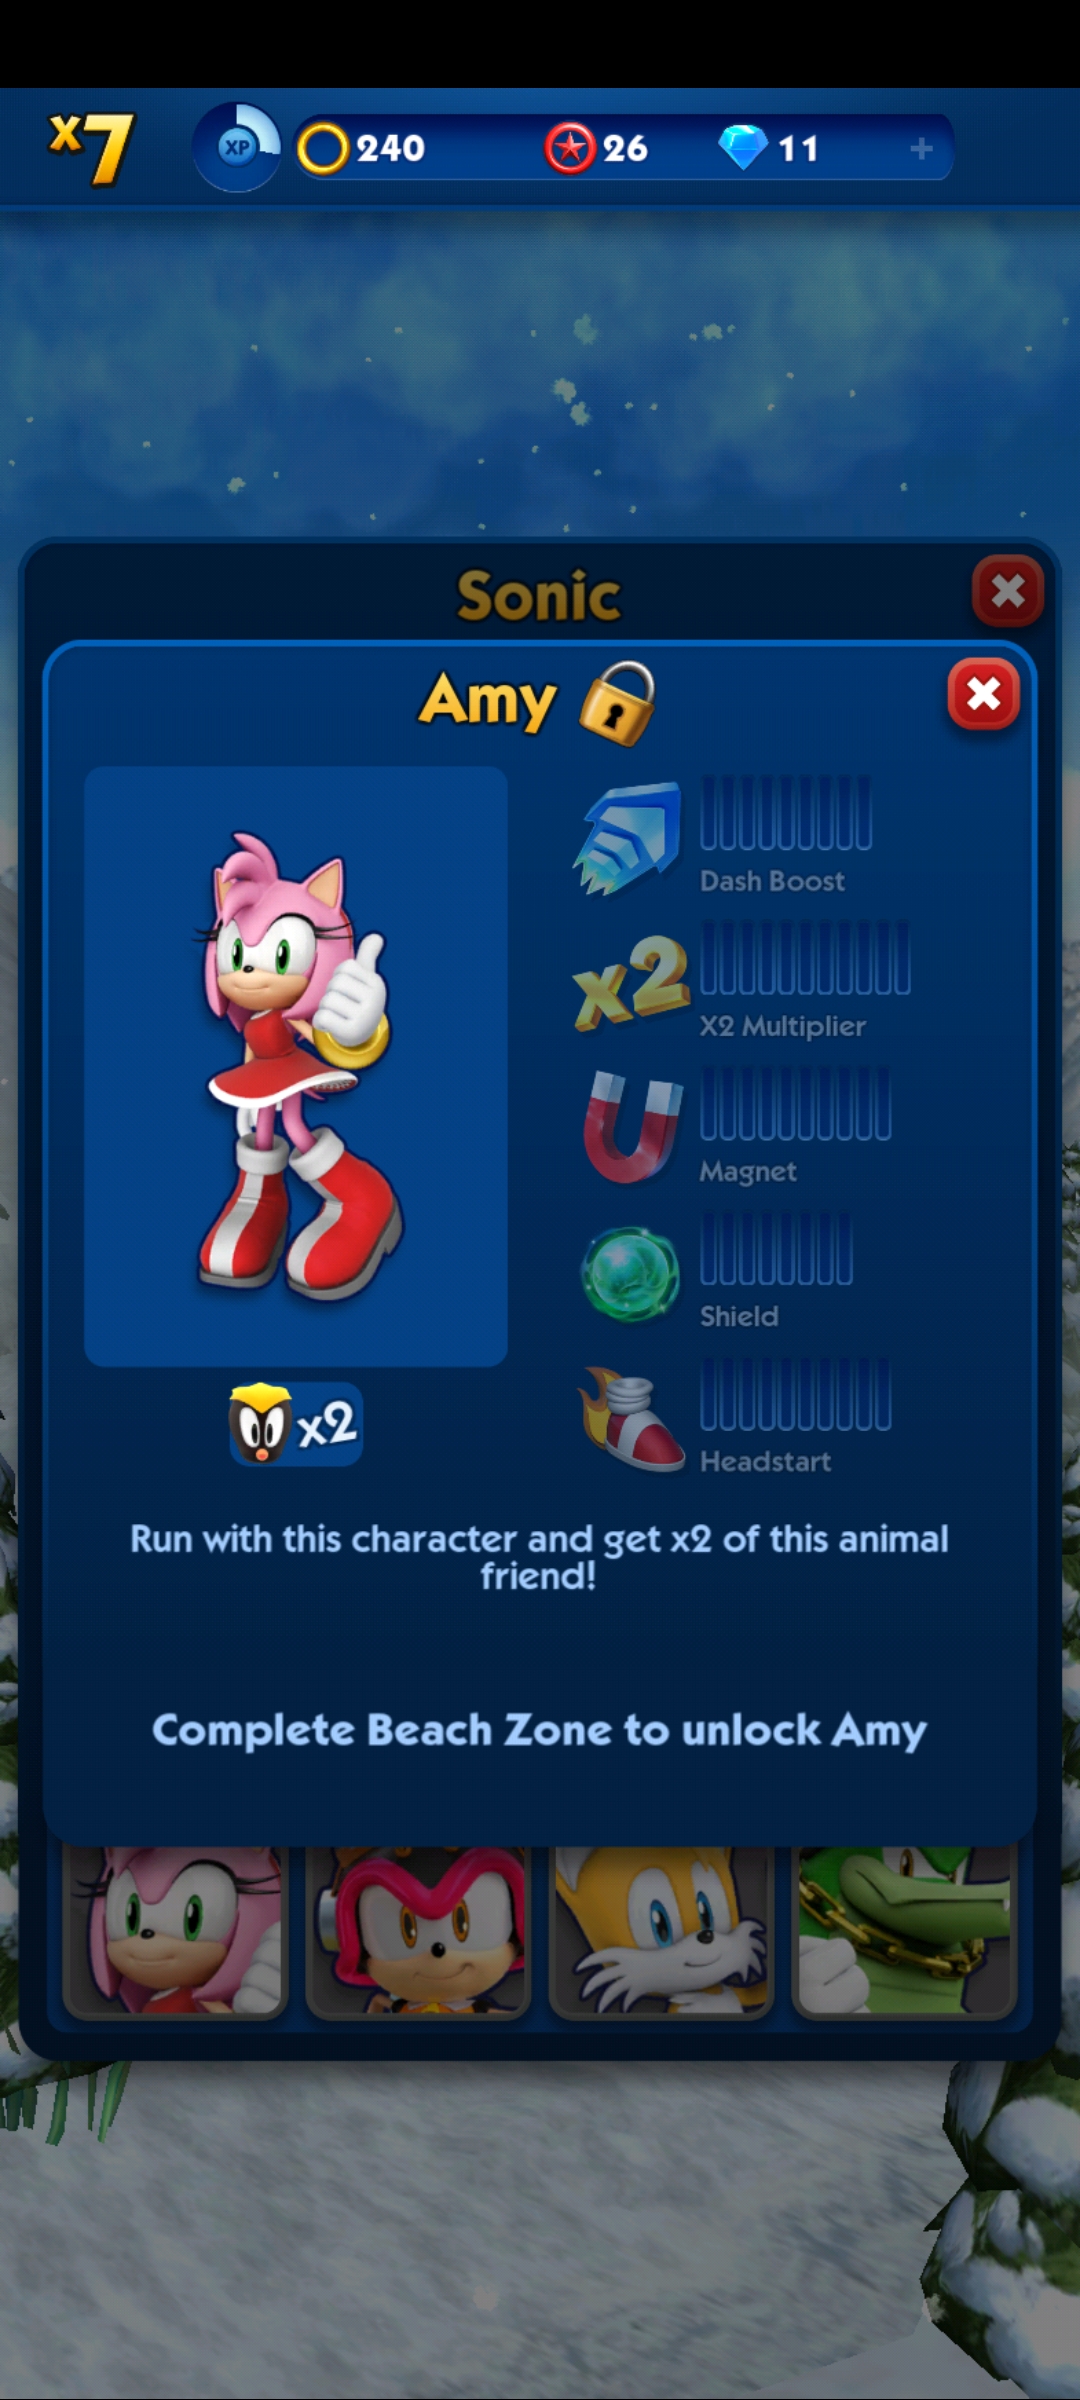 x7
XP
240
26
11
+
Sonic
Amy
Dash Boost
x2
X2 Multiplier
Magnet
Shield
x2
Headstart
Run with this character and get x2 of this animal
friend!
Complete Beach Zone to unlock Amy